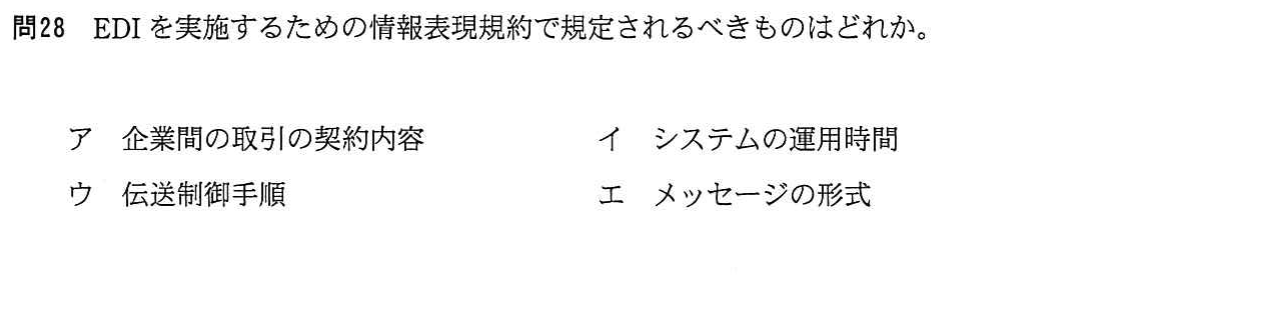 問28 EDIを実施するための情報表現規約で規定されるべきものはどれか。
ア 企業間の取引の契約内容 イ システムの運用時間
ウ 伝送制御手順 エ メッセージの形式